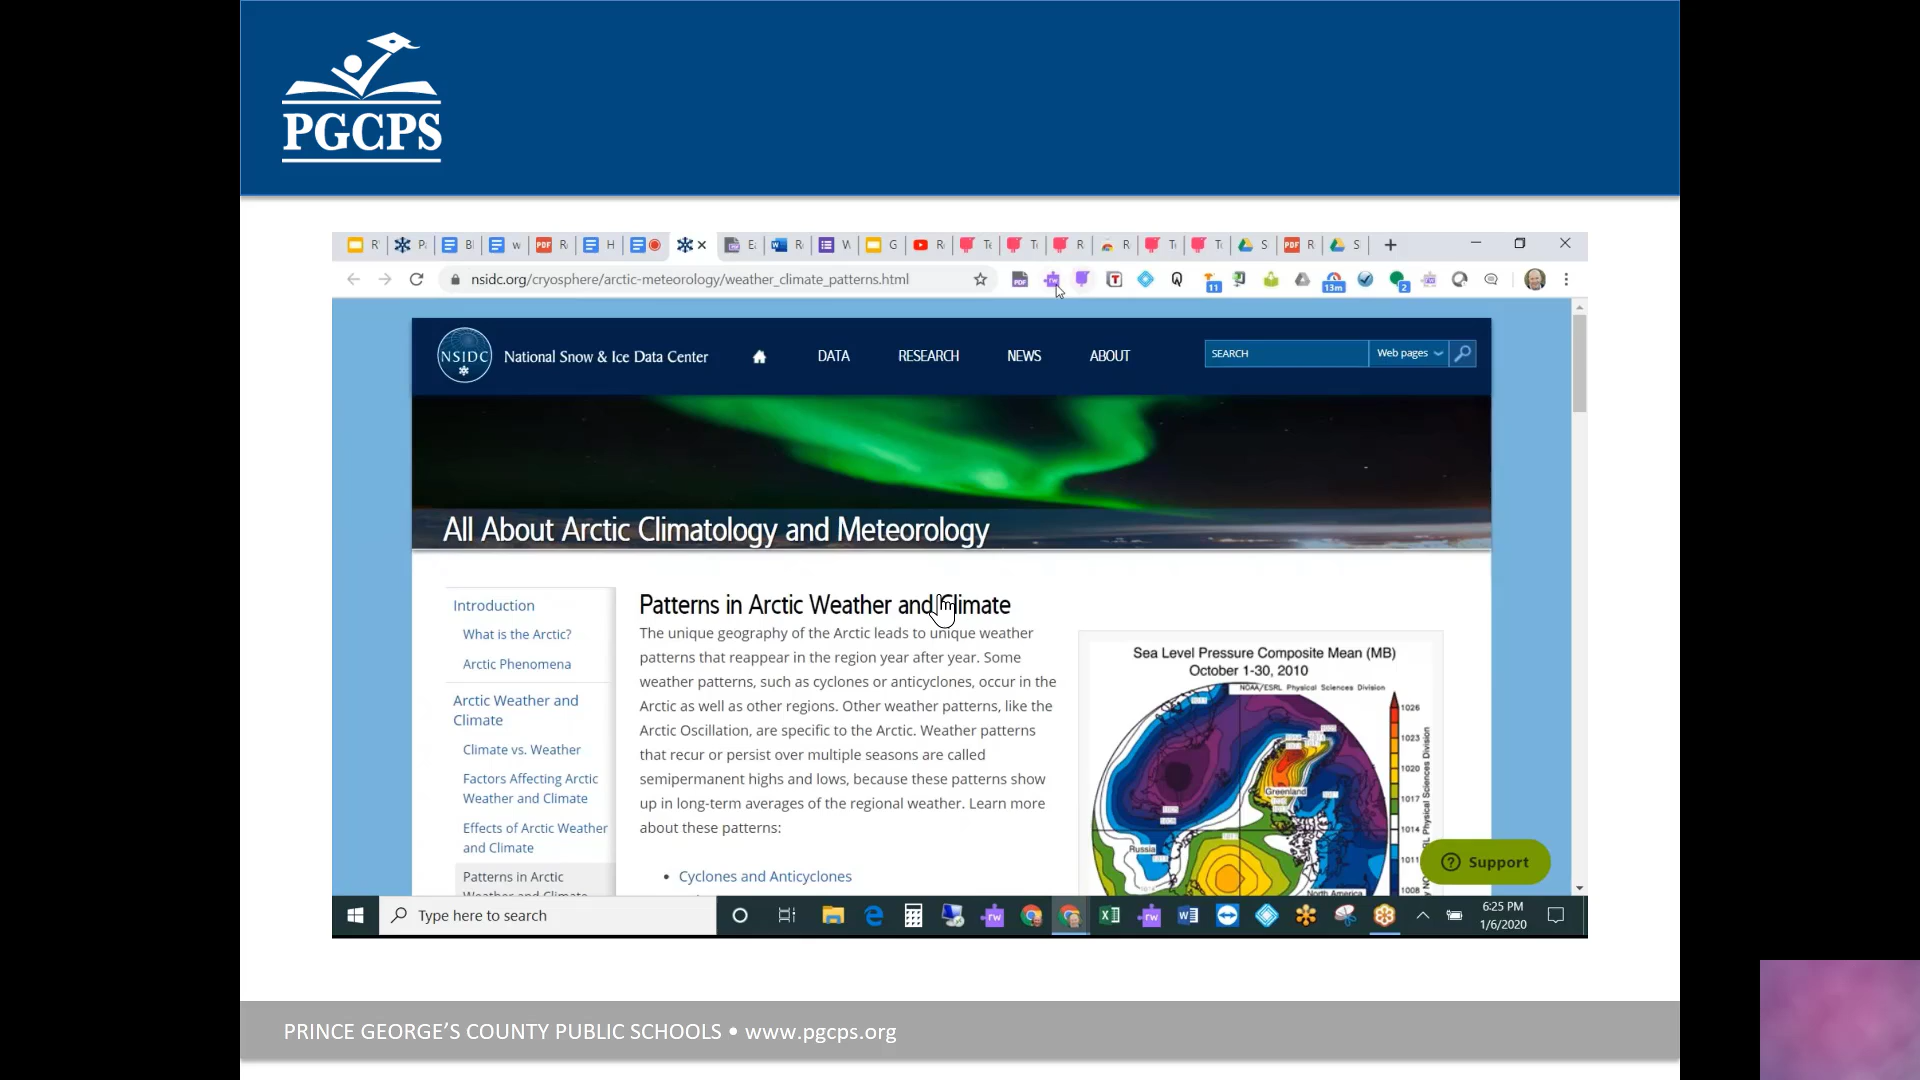 PGCPS
nsidc.org/cryosphere/arctic-meteorology/weather_climate_patterns.html
11
13m
2
NSIDC
National Snow & Ice Data Center
DATA
RESEARCH
NEWS
ABOUT
SEARCH
Web pages
All About Arctic Climatology and Meteorology
Introduction
What is the Arctic?
Arctic Phenomena
Arctic Weather and
Climate
Climate vs. Weather
Factors Affecting Arctic
Weather and Climate
Effects of Arctic Weather
and Climate
Patterns in Arctic
Weather and Climate
Patterns in Arctic Weather and Climate
The unique geography of the Arctic leads to unique weather
patterns that reappear in the region year after year. Some
weather patterns, such as cyclones or anticyclones, occur in the
Arctic as well as other regions. Other weather patterns, like the
Arctic Oscillation, are specific to the Arctic. Weather patterns
that recur or persist over multiple seasons are called
semipermanent highs and lows, because these patterns show
up in long-term averages of the regional weather. Learn more
about these patterns:
• Cyclones and Anticyclones
Sea Level Pressure Composite Mean (MB)
October 1-30, 2010
NOAA/ESRL Physical Sciences Division
1026
1023
1020
1017
1014
1011
1008
Greenland
Russia
North America
Support
Type here to search
6:25 PM
1/6/2020
PRINCE GEORGE'S COUNTY PUBLIC SCHOOLS • www.pgcps.org